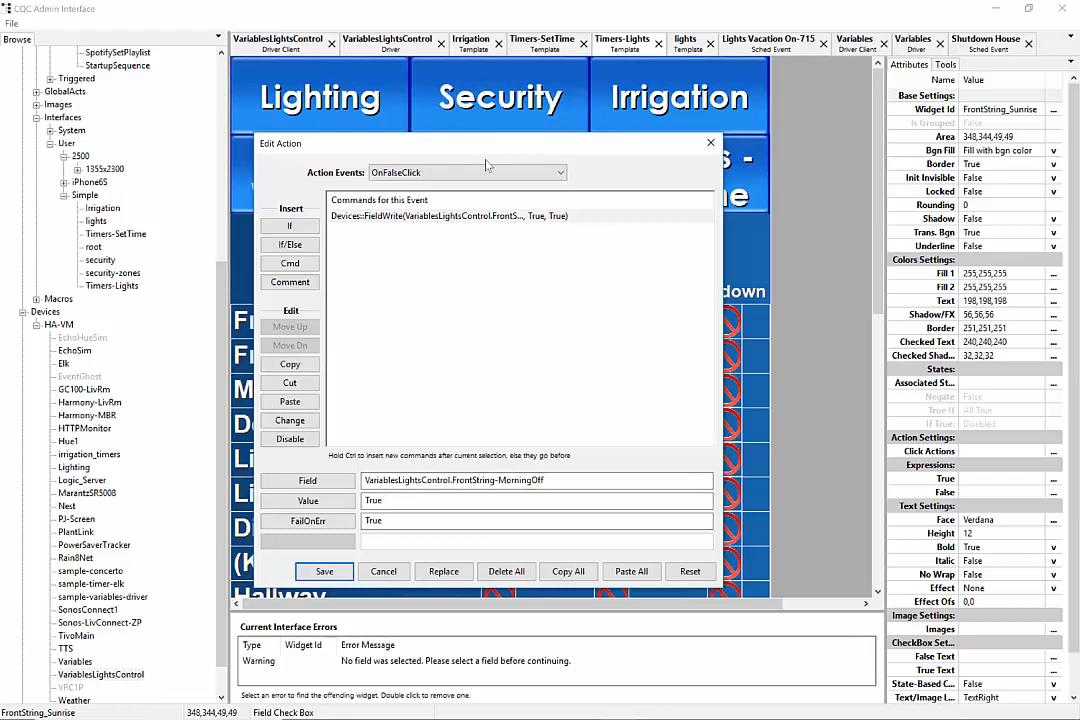 CQC Admin Interface
File
Browse
SpotifySetPlaylist
StartupSequence
Triggered
GlobalActs
Images
Interfaces
System
User
2500
1355x2300
iPhone6S
Simple
Irrigation
lights
Timers-SetTime
root
security
security-zones
Timers-Lights
Macros
Devices
HA-VM
EchoHueSim
EchoSim
Elk
EventGhost
GC100-LivRm
Harmony-LivRm
Harmony-MBR
HTTPMonitor
Hue1
irrigation_timers
Lighting
Logic_Server
MarantzSR5008
Nest
PJ-Screen
PlantLink
PowerSaverTractor
Rain8Net
sample-concerto
sample-timer-elk
sample-variables-driver
SonosConnect1
Sonos-LivConnect-ZP
TivoMain
TTS
Variables
VariablesLightsControl
VRC1P
Weather
VariablesLightsControl
Driver Client
VariablesLightsControl
Driver
Irrigation
Template
Timers-SetTime
Template
Timers-Lights
Template
lights
Template
Lights Vacation On-715
Sched Event
Variables
Driver Client
Variables
Driver
Shutdown House
Sched Event
Lighting Security Irrigation
s -
ne
down
Hallway
Edit Action
Action Events: OnFalseClick
Insert
If
If/Else
Cmd
Comment
Edit
Move Up
Move Dn
Copy
Cut
Paste
Change
Disable
Commands for this Event
Devices::FieldWrite(VariablesLightsControl.FrontS..., True, True)
Hold Ctrl to insert new commands after current selection, else they go before
Field VariablesLightsControl.FrontString-MorningOff
Value True
FailOnErr True
Save Cancel Replace Delete All Copy All Paste All Reset
Current Interface Errors
Type Widget Id Error Message
Warning No field was selected. Please select a field before continuing.
Select an error to find the offending widget. Double click to remove one.
Attributes Tools
Name Value
Base Settings:
Widget Id FrontString_Sunrise ...
Is Grouped False
Area 348,344,49,49
Bgn Fill Fill with bgn color v
Border True v
Init Invisible False v
Locked False v
Rounding 0
Shadow False v
Trans. Bgn True v
Underline False v
Colors Settings:
Fill 1 255,255,255 ...
Fill 2 255,255,255 ...
Text 198,198,198 ...
Shadow/FX 56,56,56 ...
Border 251,251,251 ...
Checked Text 240,240,240 ...
Checked Shad... 32,32,32 ...
States:
Associated St... ...
Negate False
True If All True
If True: Disabled
Action Settings:
Click Actions ...
Expressions:
True ...
False ...
Text Settings:
Face Verdana ...
Height 12
Bold True v
Italic False v
No Wrap False v
Effect None v
Effect Ofs 0,0
Image Settings:
Images ...
CheckBox Set...
False Text ...
True Text ...
State-Based C... False v
Text/Image L... TextRight v
FrontString_Sunrise 348,344,49,49 Field Check Box